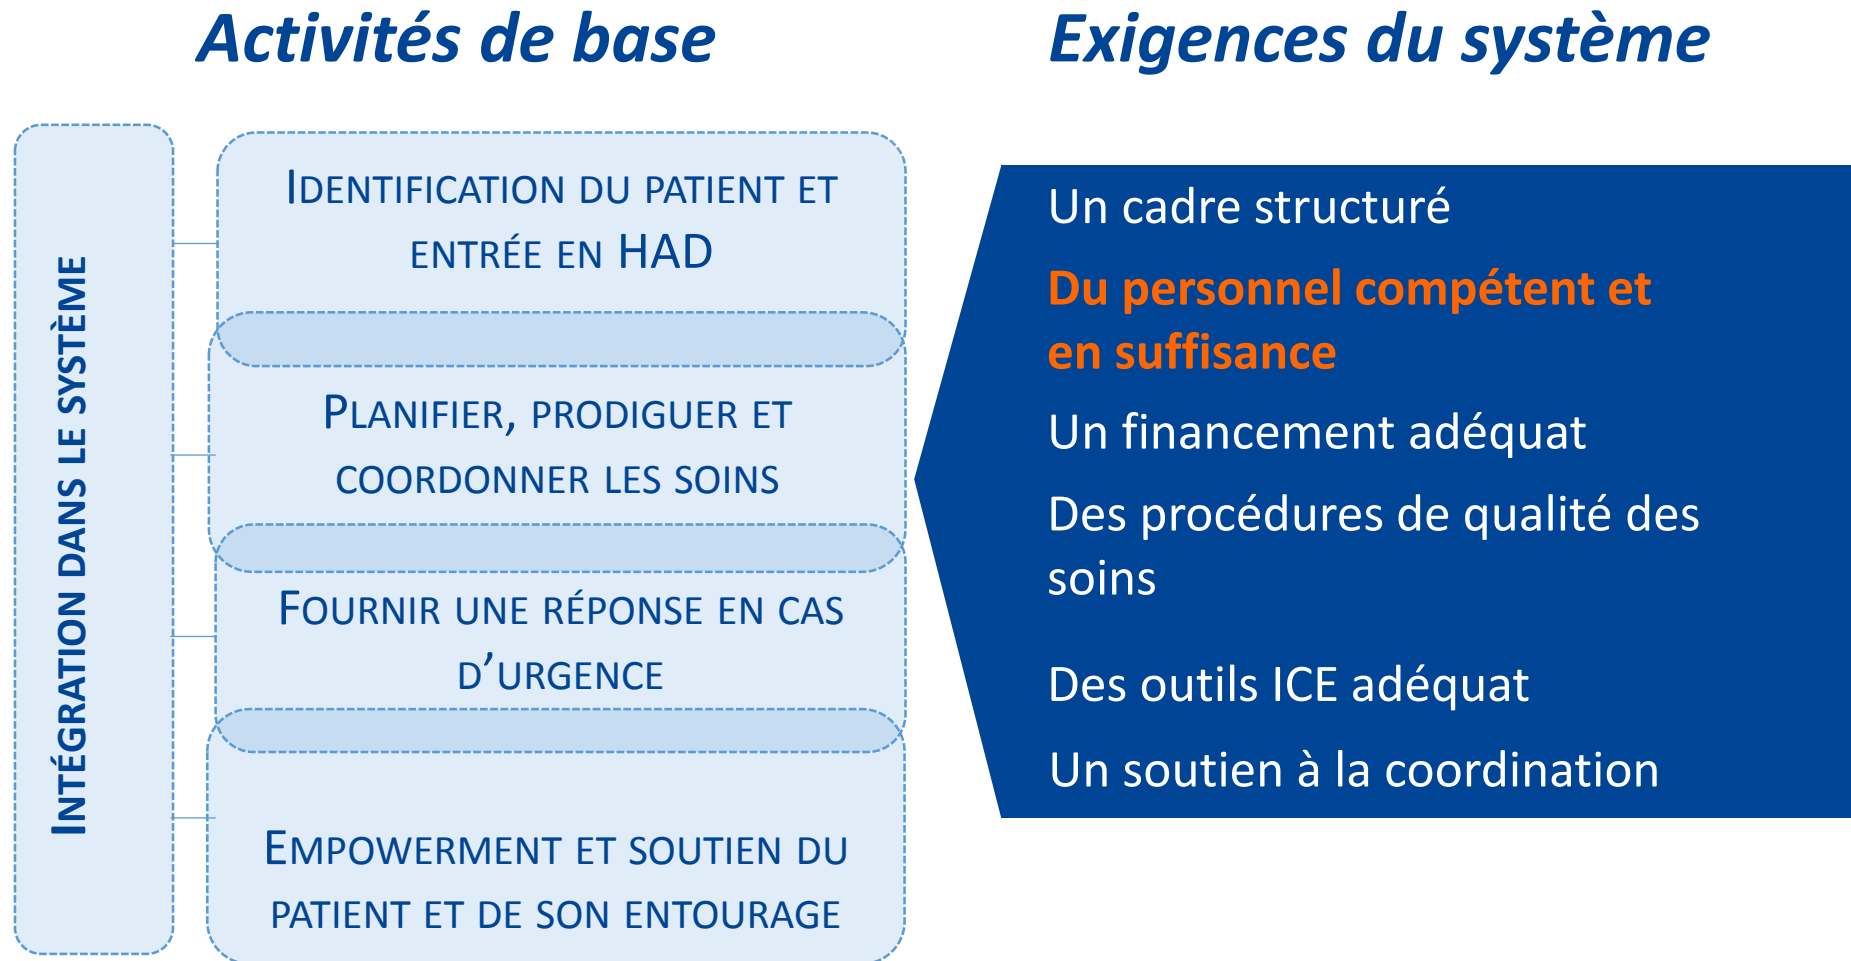 Activités de base
Exigences du système
Intégration dans le système
Identification du patient et
entrée en HAD
Planifier, prodiguer et
coordonner les soins
Fournir une réponse en cas
d’urgence
Empowerment et soutien du
patient et de son entourage
Un cadre structuré
Du personnel compétent et
en suffisance
Un financement adéquat
Des procédures de qualité des
soins
Des outils ICE adéquat
Un soutien à la coordination